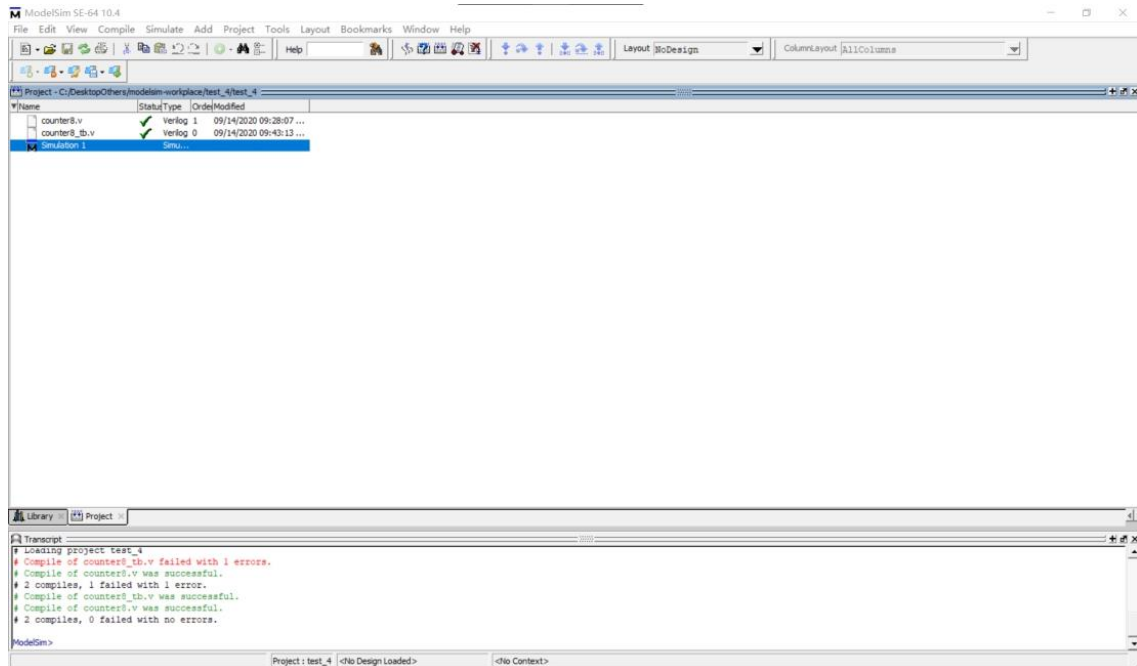 ModelSim SE-64 10.4
File Edit View Compile Simulate Add Project Tools Layout Bookmarks Window Help
Help Layout NoDesign ColumnLayout AllColumns
Project - C:/DesktopOthers/modelsim-workplace/test_4/test_4
Name Statu Type Orde Modified
counter8.v Verilog 1 09/14/2020 09:28:07 ...
counter8_tb.v Verilog 0 09/14/2020 09:43:13 ...
Simulation 1 Simu...
Library Project
Transcript
# Loading project test_4
# Compile of counter8_tb.v failed with 1 errors.
# Compile of counter8.v was successful.
# 2 compiles, 1 failed with 1 error.
# Compile of counter8_tb.v was successful.
# Compile of counter8.v was successful.
# 2 compiles, 0 failed with no errors.
ModelSim>
Project : test_4 <No Design Loaded> <No Context>